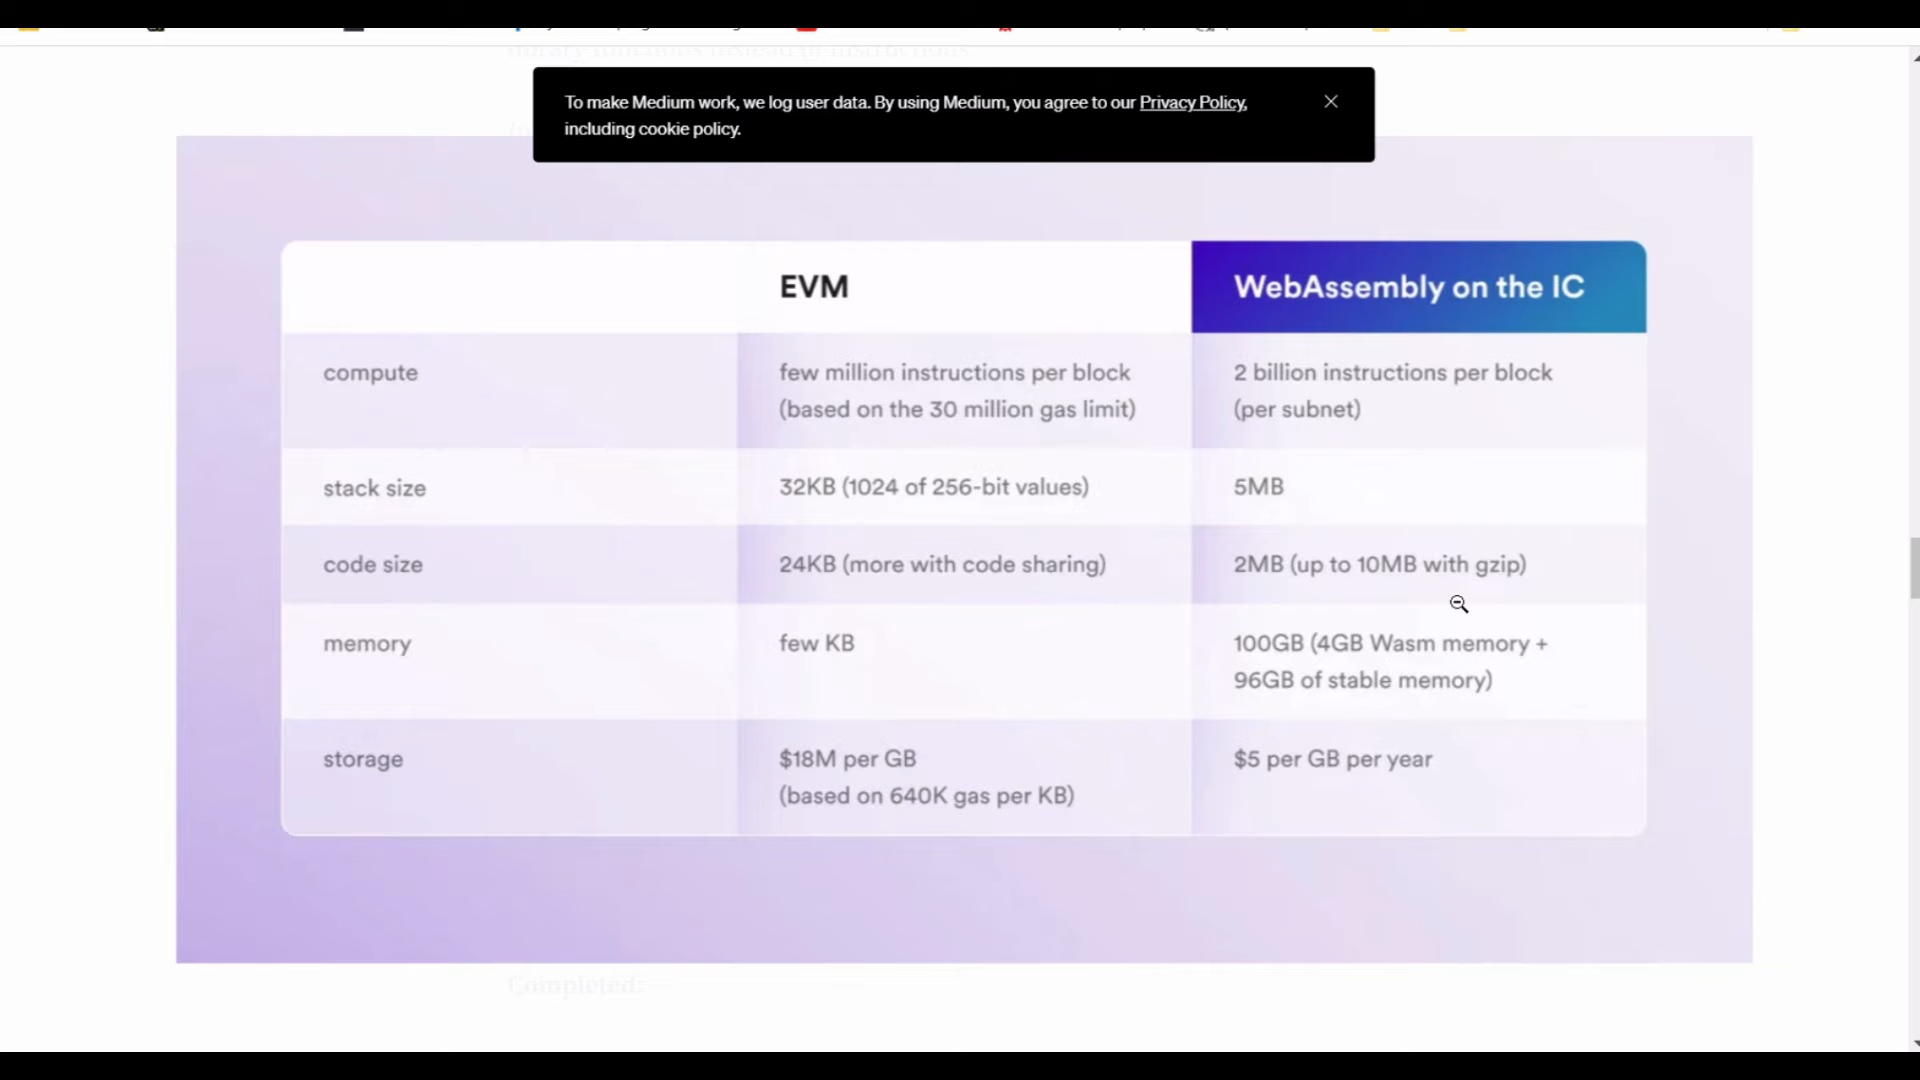 To make Medium work, we log user data. By using Medium, you agree to our Privacy Policy,
including cookie policy.
EVM
WebAssembly on the IC
compute
few million instructions per block
(based on the 30 million gas limit)
2 billion instructions per block
(per subnet)
stack size
32KB (1024 of 256-bit values)
5MB
code size
24KB (more with code sharing)
2MB (up to 10MB with gzip)
memory
few KB
100GB (4GB Wasm memory +
96GB of stable memory)
storage
$18M per GB
(based on 640K gas per KB)
$5 per GB per year
Completed: